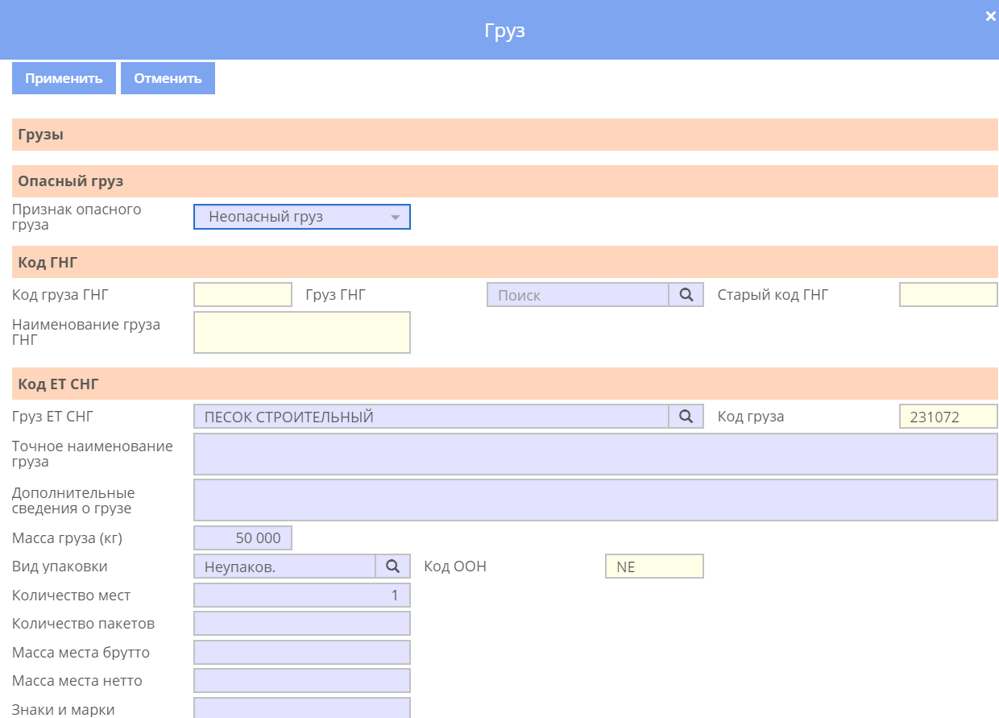 Груз
×
Применить Отменить
Грузы
Опасный груз
Признак опасного
груза
Неопасный груз
Код ГНГ
Код груза ГНГ Груз ГНГ Поиск Старый код ГНГ
Наименование груза
ГНГ
Код ЕТ СНГ
Груз ЕТ СНГ ПЕСОК СТРОИТЕЛЬНЫЙ Код груза 231072
Точное наименование
груза
Дополнительные
сведения о грузе
Масса груза (кг) 50 000
Вид упаковки Неупаков. Код ООН NE
Количество мест 1
Количество пакетов
Масса места брутто
Масса места нетто
Знаки и марки